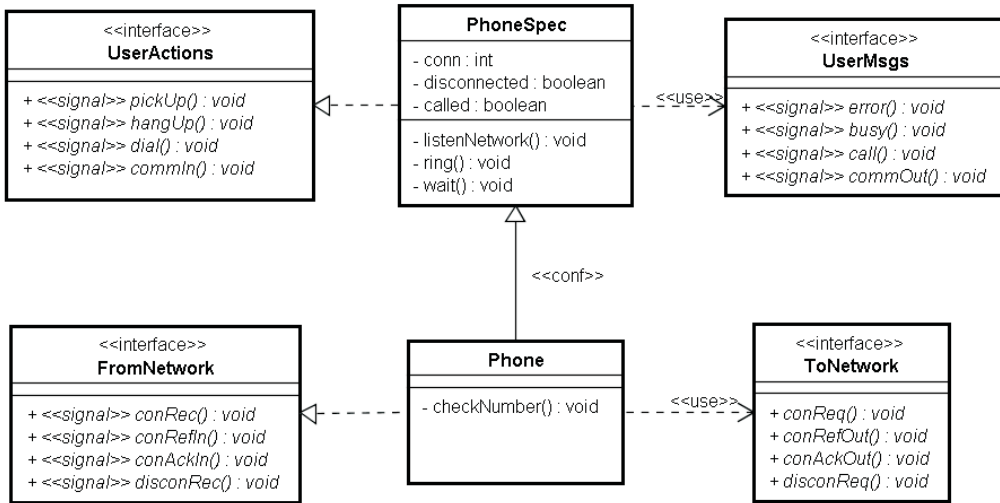 <<interface>>
UserActions
+ <<signal>> pickUp() : void
+ <<signal>> hangUp() : void
+ <<signal>> dial() : void
+ <<signal>> commIn() : void
PhoneSpec
- conn : int
- disconnected : boolean
- called : boolean
- listenNetwork() : void
- ring() : void
- wait() : void
<<use>>
<<interface>>
UserMsgs
+ <<signal>> error() : void
+ <<signal>> busy() : void
+ <<signal>> call() : void
+ <<signal>> commOut() : void
<<conf>>
<<interface>>
FromNetwork
+ <<signal>> conRec() : void
+ <<signal>> conRefIn() : void
+ <<signal>> conAckIn() : void
+ <<signal>> disconRec() : void
Phone
- checkNumber() : void
<<use>>
<<interface>>
ToNetwork
+ conReq() : void
+ conRefOut() : void
+ conAckOut() : void
+ disconReq() : void